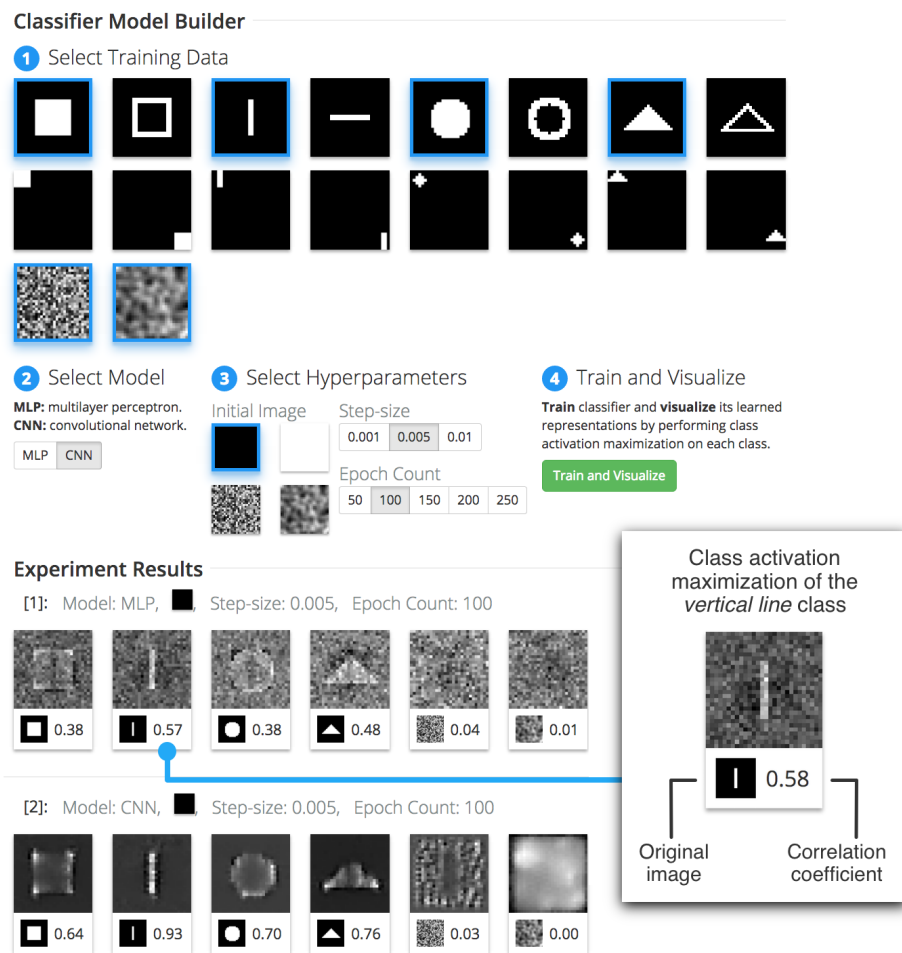 Classifier Model Builder
1 Select Training Data
2 Select Model
MLP: multilayer perceptron.
CNN: convolutional network.
MLP CNN
3 Select Hyperparameters
Initial Image
Step-size
0.001 0.005 0.01
Epoch Count
50 100 150 200 250
4 Train and Visualize
Train classifier and visualize its learned
representations by performing class
activation maximization on each class.
Train and Visualize
Experiment Results
[1]: Model: MLP, , Step-size: 0.005, Epoch Count: 100
0.38 0.57 0.38 0.48 0.04 0.01
[2]: Model: CNN, , Step-size: 0.005, Epoch Count: 100
0.64 0.93 0.70 0.76 0.03 0.00
Class activation
maximization of the
vertical line class
0.58
Original
image
Correlation
coefficient